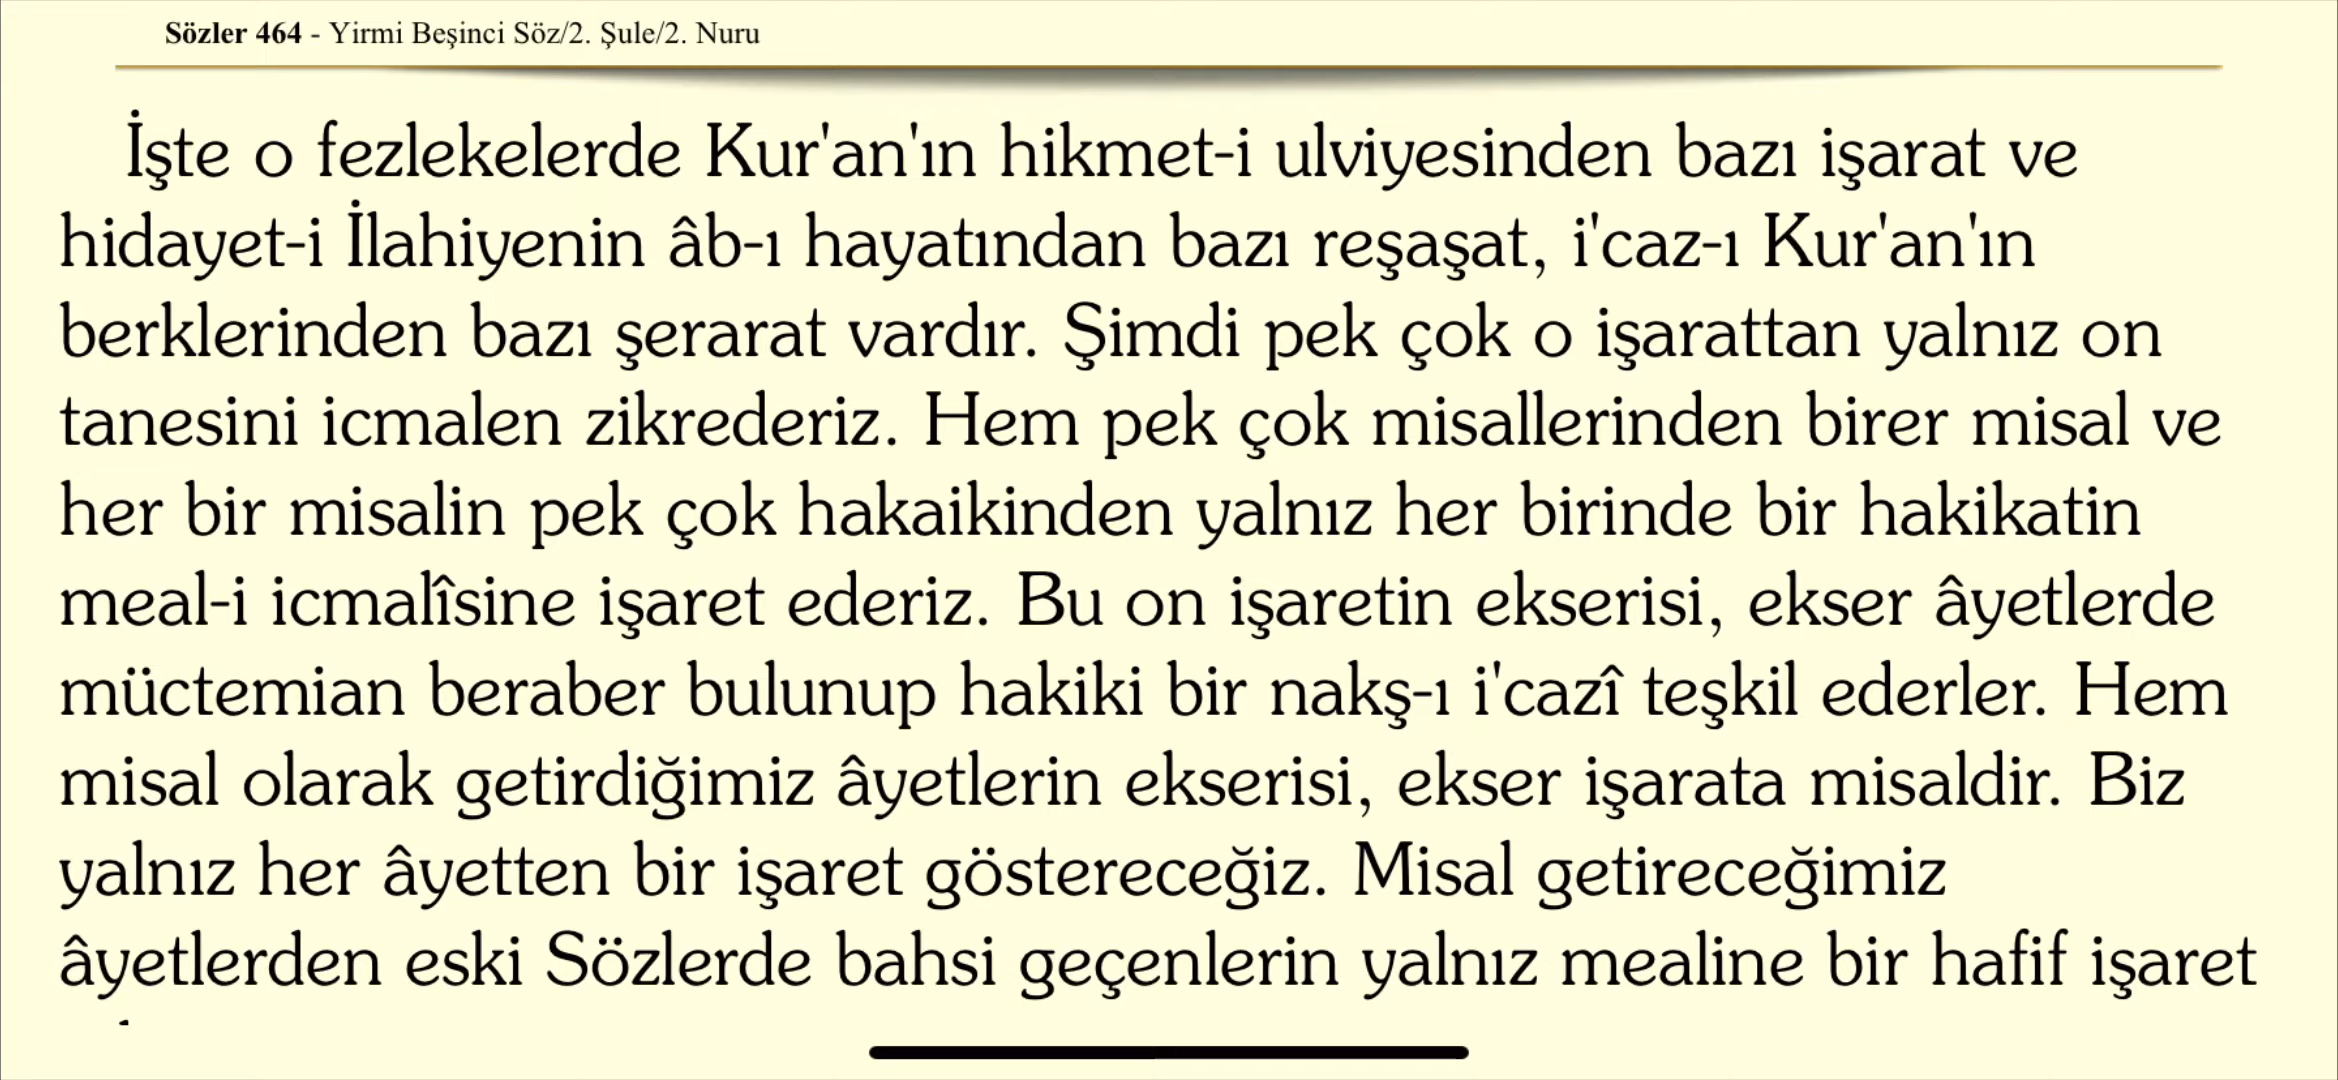 Sözler 464 - Yirmi Beşinci Söz/2. Şule/2. Nuru
İşte o fezlekelerde Kur'an'ın hikmet-i ulviyesinden bazı işarat ve
hidayet-i İlahiyenin âb-ı hayatından bazı reşaşat, i'caz-ı Kur'an'ın
berklerinden bazı şerarat vardır. Şimdi pek çok o işarattan yalnız on
tanesini icmalen zikrederiz. Hem pek çok misallerinden birer misal ve
her bir misalin pek çok hakaikinden yalnız her birinde bir hakikatin
meal-i icmalîsine işaret ederiz. Bu on işaretin ekserisi, ekser âyetlerde
müctemian beraber bulunup hakiki bir nakş-ı i'cazî teşkil ederler. Hem
misal olarak getirdiğimiz âyetlerin ekserisi, ekser işarata misaldir. Biz
yalnız her âyetten bir işaret göstereceğiz. Misal getireceğimiz
âyetlerden eski Sözlerde bahsi geçenlerin yalnız mealine bir hafif işaret